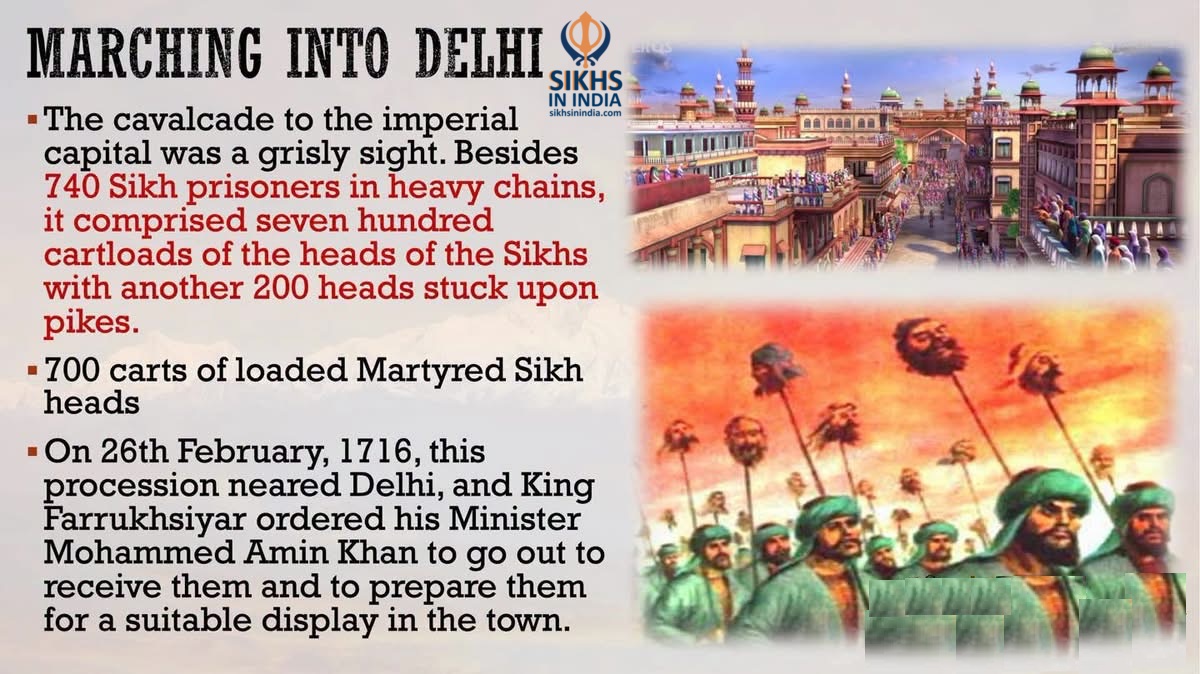 MARCHING INTO DELHI
SIKHS
IN INDIA
sikhsinindia.com
▪The cavalcade to the imperial
capital was a grisly sight. Besides
740 Sikh prisoners in heavy chains,
it comprised seven hundred
cartloads of the heads of the Sikhs
with another 200 heads stuck upon
pikes.
▪700 carts of loaded Martyred Sikh
heads
▪On 26th February, 1716, this
procession neared Delhi, and King
Farrukhsiyar ordered his Minister
Mohammed Amin Khan to go out to
receive them and to prepare them
for a suitable display in the town.